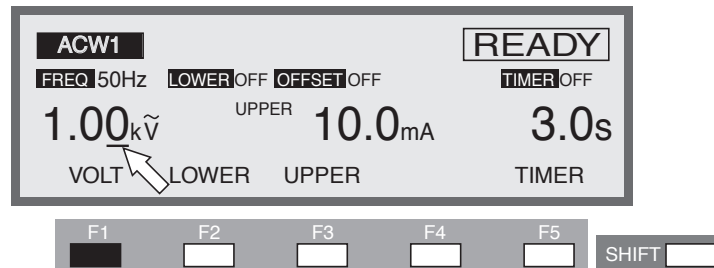 ACW1 READY
FREQ 50Hz LOWER OFF OFFSET OFF TIMER OFF
1.00kṼ UPPER 10.0mA 3.0s
VOLT LOWER UPPER TIMER
F1 F2 F3 F4 F5 SHIFT